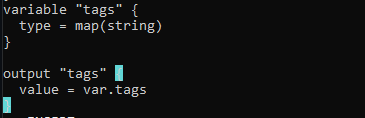 variable "tags" {
  type = map(string)
}
output "tags" {
  value = var.tags
}